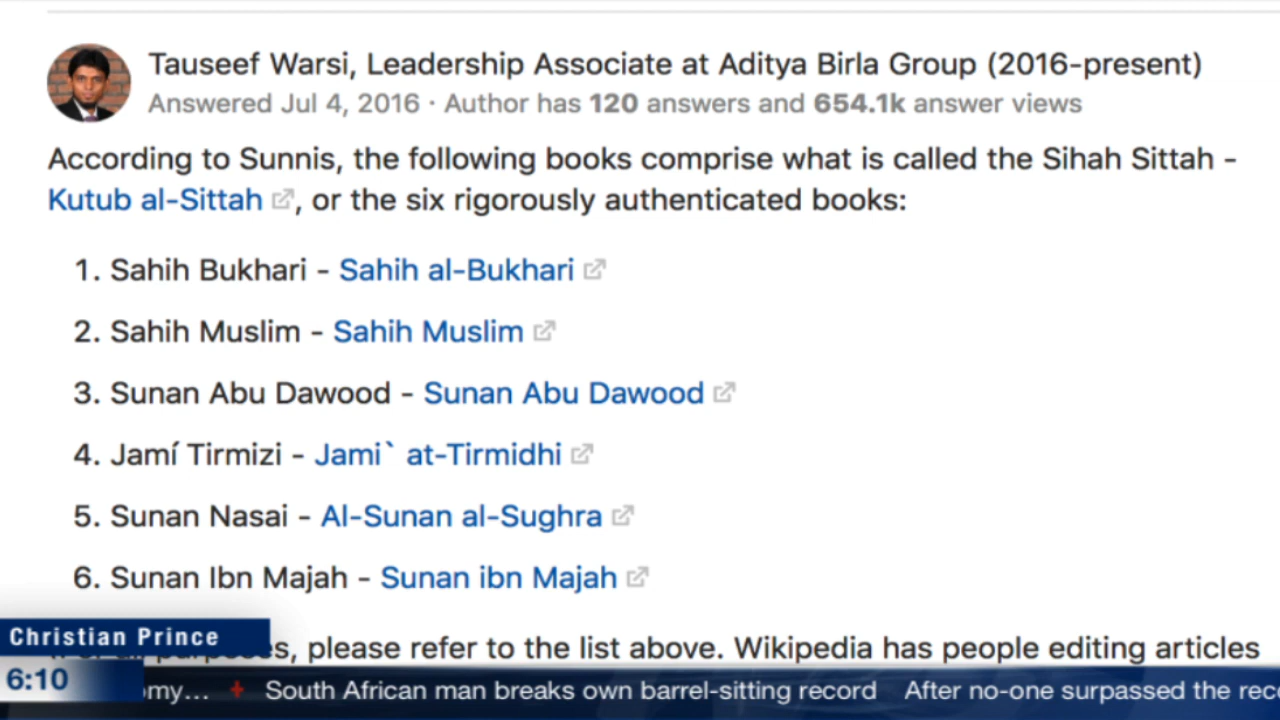 Tauseef Warsi, Leadership Associate at Aditya Birla Group (2016-present)
Answered Jul 4, 2016 · Author has 120 answers and 654.1k answer views
According to Sunnis, the following books comprise what is called the Sihah Sittah -
Kutub al-Sittah, or the six rigorously authenticated books:
1. Sahih Bukhari - Sahih al-Bukhari
2. Sahih Muslim - Sahih Muslim
3. Sunan Abu Dawood - Sunan Abu Dawood
4. Jamí Tirmizi - Jami` at-Tirmidhi
5. Sunan Nasai - Al-Sunan al-Sughra
6. Sunan Ibn Majah - Sunan ibn Majah
please refer to the list above. Wikipedia has people editing articles
Christian Prince
6:10
omy... South African man breaks own barrel-sitting record After no-one surpassed the rec